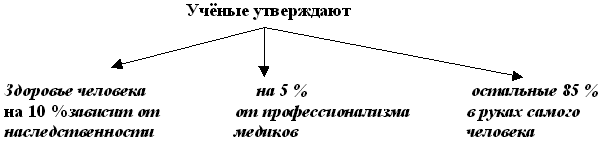 Учёные утверждают
Здоровье человека
на 10 %зависит от
наследственности
на 5 %
от профессионализма
медиков
остальные 85 %
в руках самого
человека